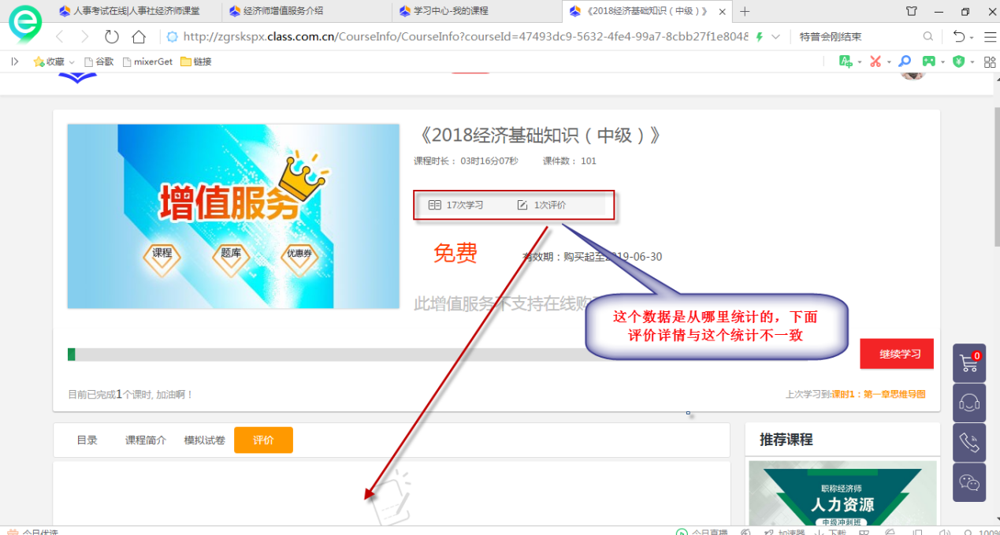 人事考试在线|人事社经济师课堂
经济师增值服务介绍
学习中心-我的课程
《2018经济基础知识（中级）》
http://zgrskspx.class.com.cn/CourseInfo/CourseInfo?courseId=47493dc9-5632-4fe4-99a7-8cbb27f1e8048
特普会刚结束
收藏
谷歌
mixerGet
链接
《2018经济基础知识（中级）》
课程时长： 03时16分07秒 课件数： 101
17次学习 1次评价
增值服务
课程 题库 优惠券
免费
有效期：购买起至2019-06-30
此增值服务不支持在线购
这个数据是从哪里统计的，下面
评价详情与这个统计不一致
继续学习
0
目前已完成1个课时, 加油啊！
上次学习到:课时1：第一章思维导图
目录 课程简介 模拟试卷 评价
推荐课程
职称经济师
人力资源
中级冲刺班
今日优选
今日直播
加速器
下载
100%